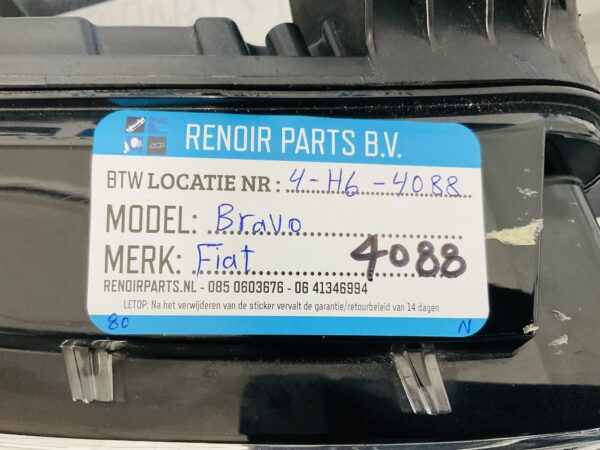 RENOIR PARTS B.V.
BTW LOCATIE NR : 4-H6-4088
MODEL: Bravo
MERK: Fiat 4088
RENOIRPARTS.NL - 085 0603676 - 06 41346994
LETOP: Na het verwijderen van de sticker vervalt de garantie/retourbeleid van 14 dagen
80 N